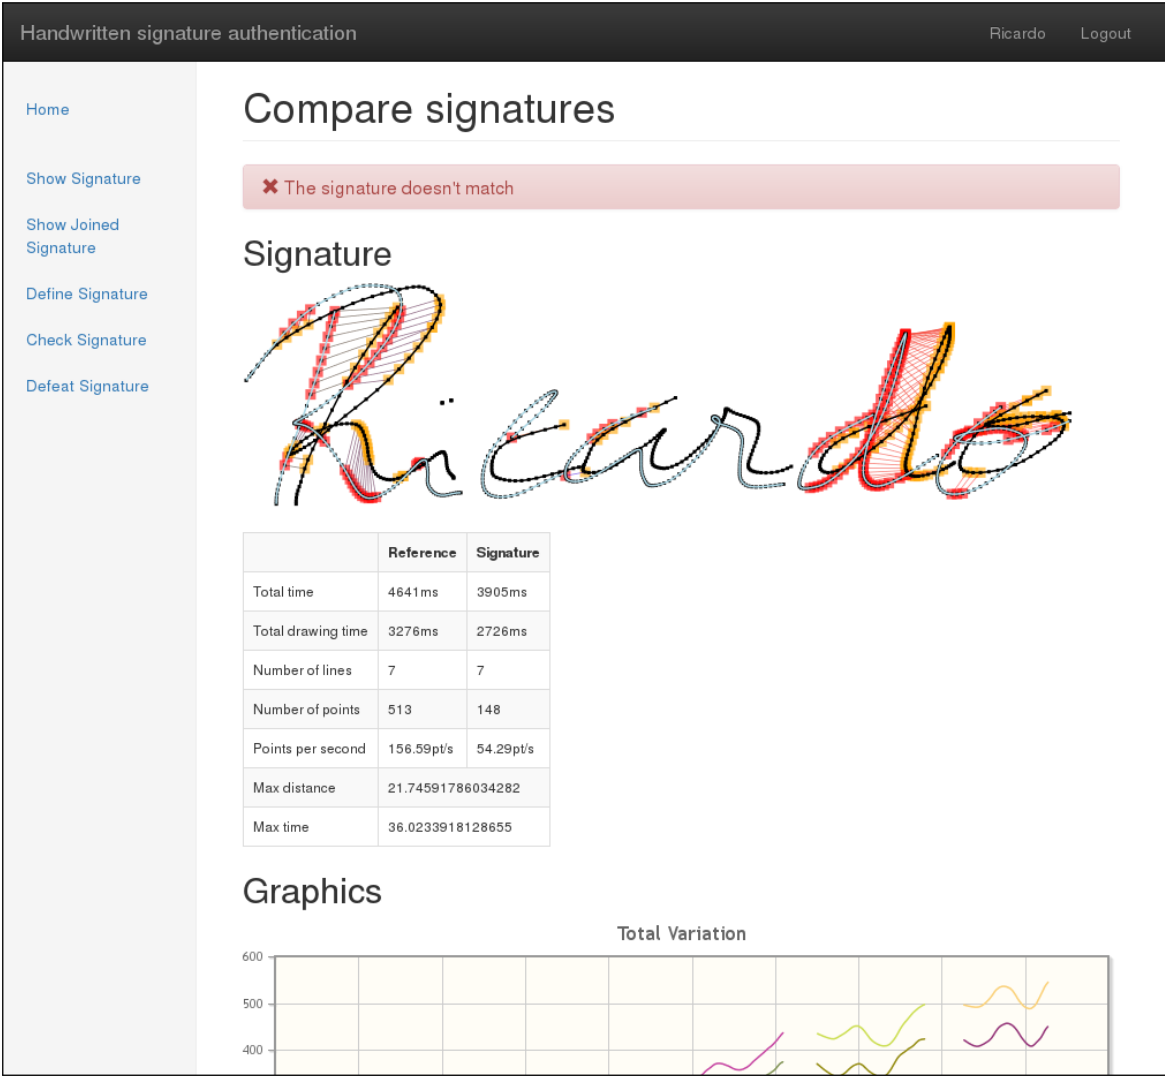 Handwritten signature authentication Ricardo Logout
Home
Show Signature
Show Joined
Signature
Define Signature
Check Signature
Defeat Signature
Compare signatures
✖ The signature doesn't match
Signature
Ricardo
Reference Signature
Total time 4641ms 3905ms
Total drawing time 3276ms 2726ms
Number of lines 7 7
Number of points 513 148
Points per second 156.59pt/s 54.29pt/s
Max distance 21.74591786034282
Max time 36.0233918128655
Graphics
Total Variation
600
500
400